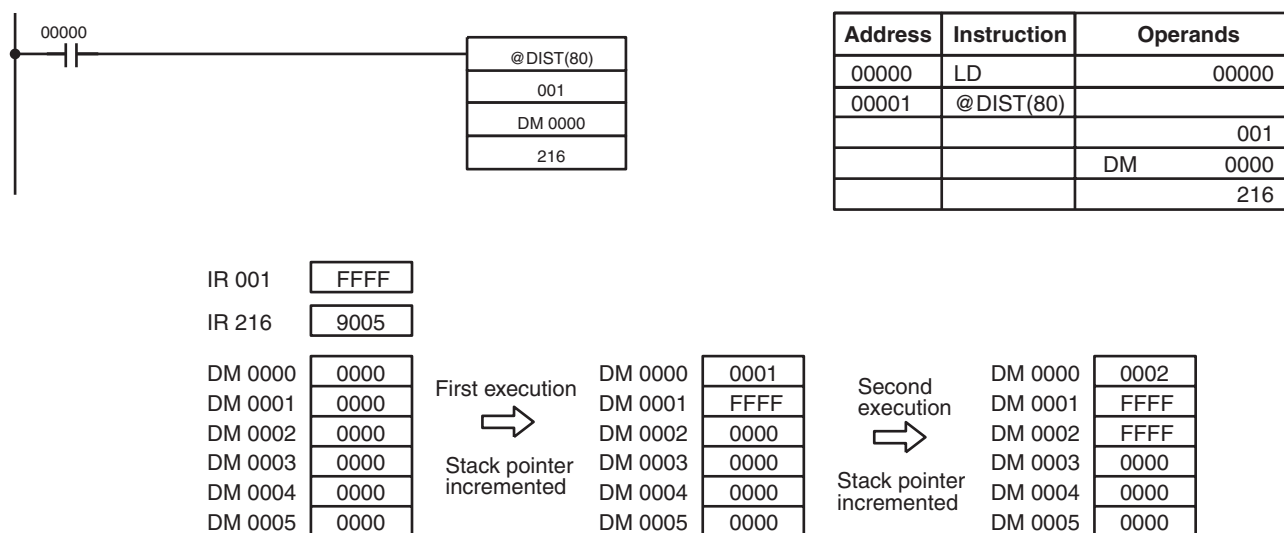 00000
@DIST(80)
001
DM 0000
216
Address Instruction Operands
00000 LD 00000
00001 @DIST(80)
001
DM 0000
216
IR 001 FFFF
IR 216 9005
DM 0000 0000
DM 0001 0000
DM 0002 0000
DM 0003 0000
DM 0004 0000
DM 0005 0000
First execution
Stack pointer
incremented
DM 0000 0001
DM 0001 FFFF
DM 0002 0000
DM 0003 0000
DM 0004 0000
DM 0005 0000
Second
execution
Stack pointer
incremented
DM 0000 0002
DM 0001 FFFF
DM 0002 FFFF
DM 0003 0000
DM 0004 0000
DM 0005 0000